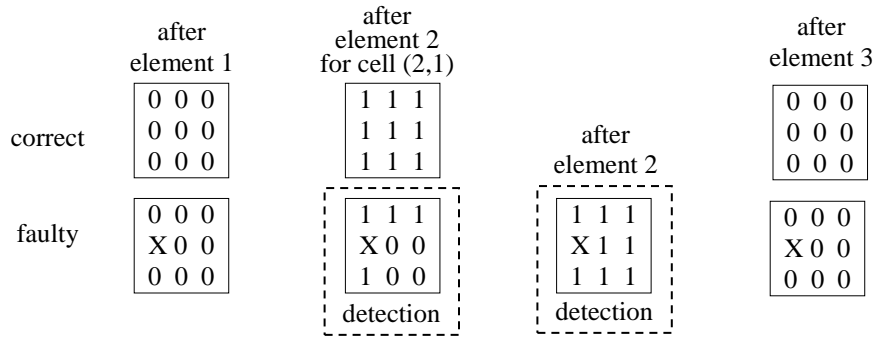 after
element 1
after
element 2
for cell (2,1)
after
element 3
correct
0 0 0
0 0 0
0 0 0
1 1 1
1 1 1
1 1 1
after
element 2
0 0 0
0 0 0
0 0 0
faulty
0 0 0
X 0 0
0 0 0
1 1 1
X 0 0
1 0 0
detection
1 1 1
X 1 1
1 1 1
detection
0 0 0
X 0 0
0 0 0